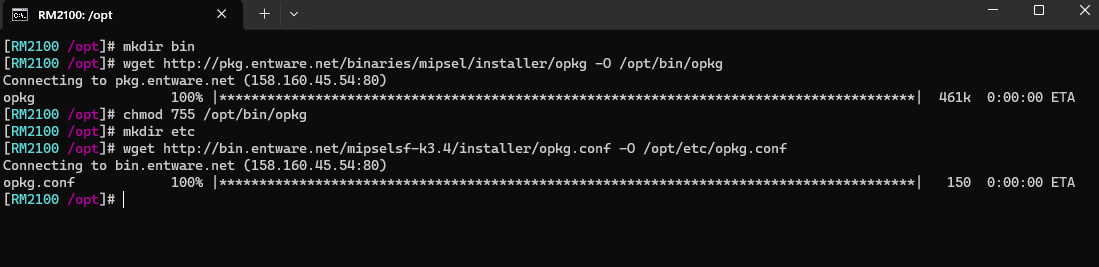 RM2100: /opt
[RM2100 /opt]# mkdir bin
[RM2100 /opt]# wget http://pkg.entware.net/binaries/mipsel/installer/opkg -O /opt/bin/opkg
Connecting to pkg.entware.net (158.160.45.54:80)
opkg                 100% |*******************************************************************************************|  461k  0:00:00 ETA
[RM2100 /opt]# chmod 755 /opt/bin/opkg
[RM2100 /opt]# mkdir etc
[RM2100 /opt]# wget http://bin.entware.net/mipselsf-k3.4/installer/opkg.conf -O /opt/etc/opkg.conf
Connecting to bin.entware.net (158.160.45.54:80)
opkg.conf            100% |*******************************************************************************************|   150  0:00:00 ETA
[RM2100 /opt]#